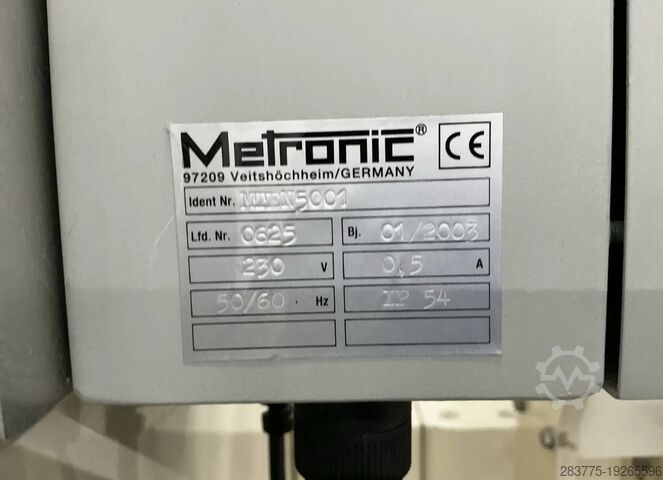 Metronic® CE
97209 Veitshöchheim/GERMANY
Ident Nr.
Lfd. Nr. 0625 Bj. 01/2003
230 V 0,5 A
50/60 Hz IP 54
283775-19265596